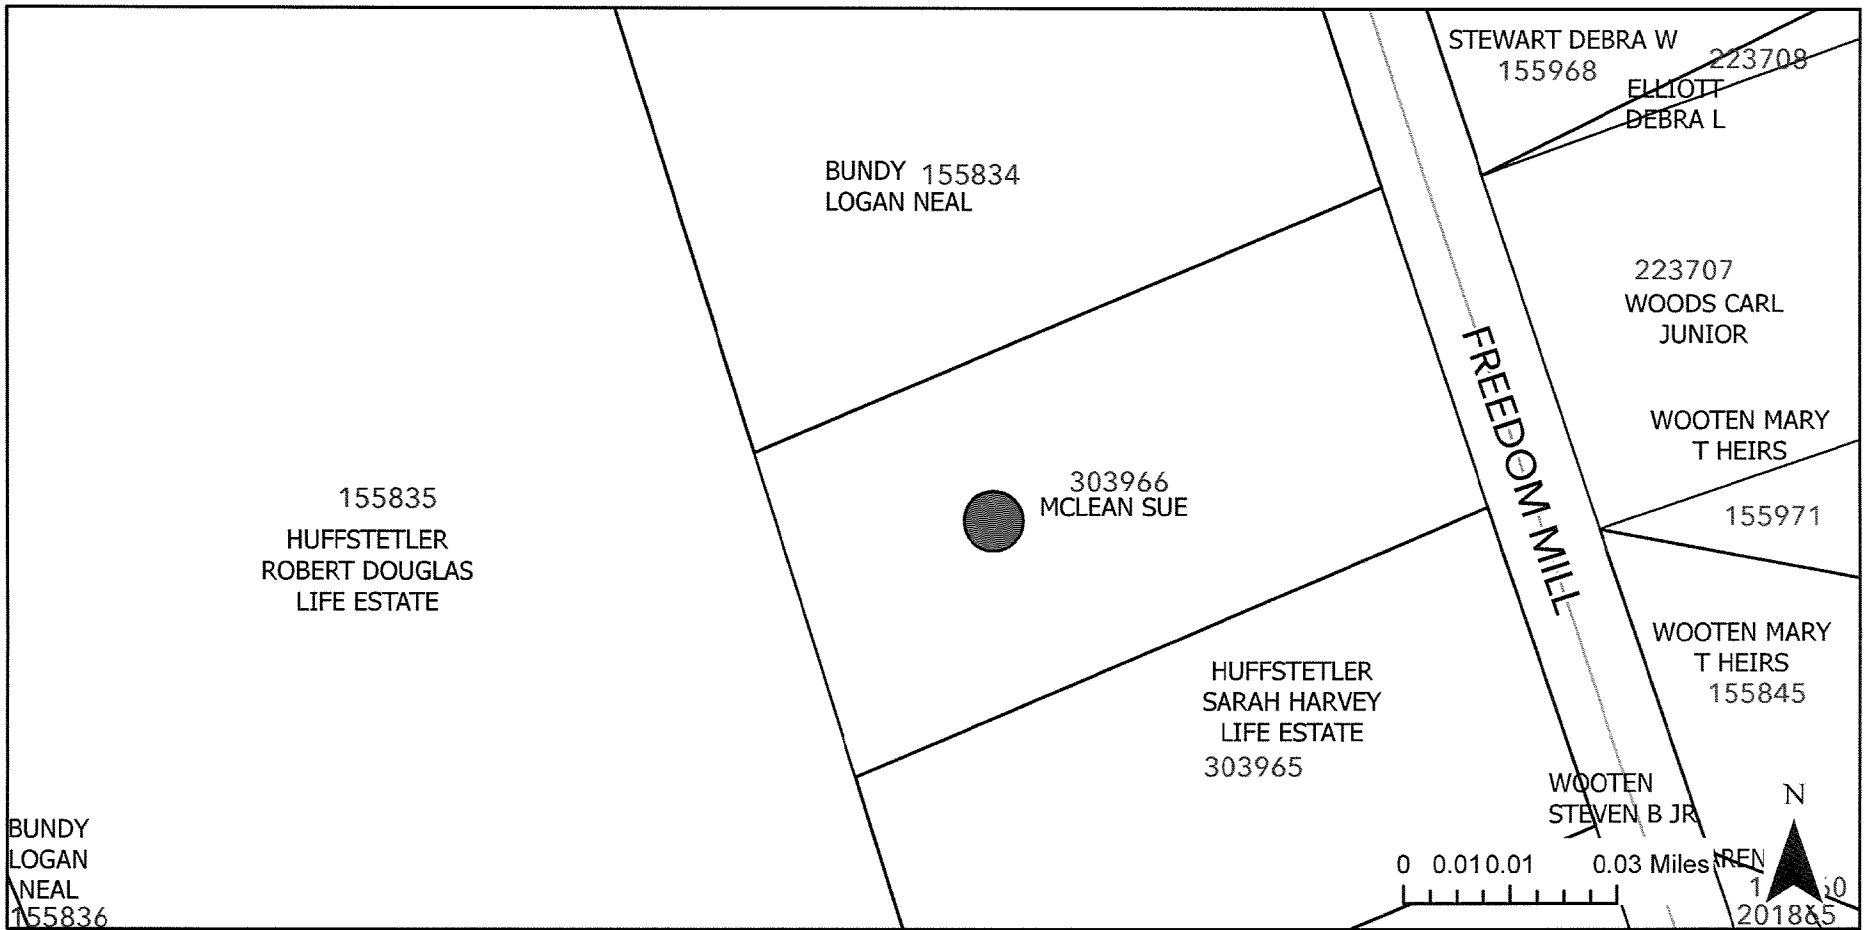 STEWART DEBRA W
155968
223708
ELLIOTT
DEBRA L
BUNDY 155834
LOGAN NEAL
223707
WOODS CARL
JUNIOR
FREEDOM MILL
WOOTEN MARY
T HEIRS
155971
303966
MCLEAN SUE
155835
HUFFSTETLER
ROBERT DOUGLAS
LIFE ESTATE
WOOTEN MARY
T HEIRS
155845
HUFFSTETLER
SARAH HARVEY
LIFE ESTATE
303965
WOOTEN
STEVEN B JR
N
BUNDY
LOGAN
NEAL
155836
0 0.01 0.01 0.03 Miles
201865